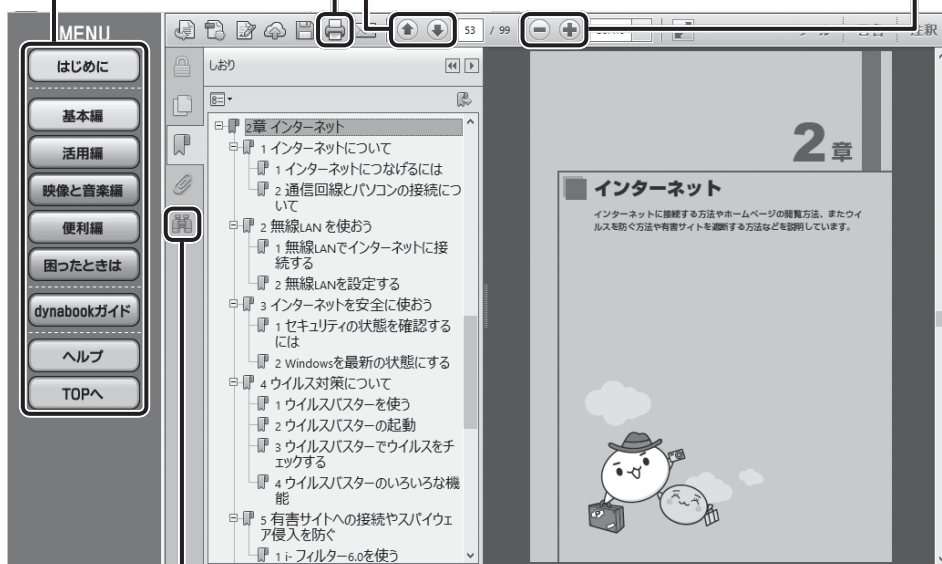 MENU
はじめに
基本編
活用編
映像と音楽編
便利編
困ったときは
dynabookガイド
ヘルプ
TOPへ
53 / 99
注釈
しおり
2章 インターネット
1 インターネットについて
1 インターネットにつなげるには
2 通信回線とパソコンの接続につ
いて
2 無線LAN を使おう
1 無線LANでインターネットに接
続する
2 無線LANを設定する
3 インターネットを安全に使おう
1 セキュリティの状態を確認する
には
2 Windowsを最新の状態にする
4 ウイルス対策について
1 ウイルスバスターを使う
2 ウイルスバスターの起動
3 ウイルスバスターでウイルスをチ
ェックする
4 ウイルスバスターのいろいろな機
能
5 有害サイトへの接続やスパイウェ
ア侵入を防ぐ
1 i-フィルター6.0を使う
2章
インターネット
インターネットに接続する方法やホームページの閲覧方法、またウイ
ルスを防ぐ方法や有害サイトを遮断する方法などを説明しています。